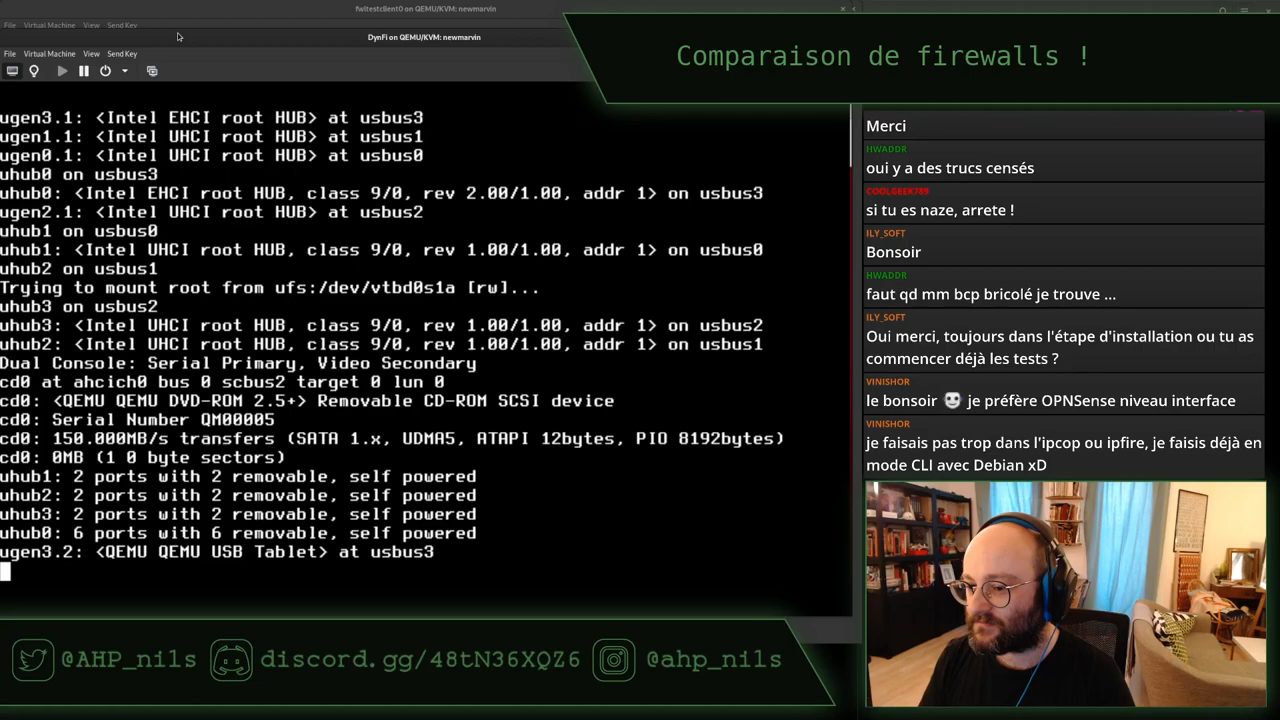 fwltestclient0 on QEMU/KVM: newmarvin
File Virtual Machine View Send Key
DynFi on QEMU/KVM: newmarvin
File Virtual Machine View Send Key
Comparaison de firewalls !
ugen3.1: <Intel EHCI root HUB> at usbus3
ugen1.1: <Intel UHCI root HUB> at usbus1
ugen0.1: <Intel UHCI root HUB> at usbus0
uhub0 on usbus3
uhub0: <Intel EHCI root HUB, class 9/0, rev 2.00/1.00, addr 1> on usbus3
ugen2.1: <Intel UHCI root HUB> at usbus2
uhub1 on usbus0
uhub1: <Intel UHCI root HUB, class 9/0, rev 1.00/1.00, addr 1> on usbus0
uhub2 on usbus1
Trying to mount root from ufs:/dev/vtbd0s1a [rw]...
uhub3 on usbus2
uhub3: <Intel UHCI root HUB, class 9/0, rev 1.00/1.00, addr 1> on usbus2
uhub2: <Intel UHCI root HUB, class 9/0, rev 1.00/1.00, addr 1> on usbus1
Dual Console: Serial Primary, Video Secondary
cd0 at ahcich0 bus 0 scbus2 target 0 lun 0
cd0: <QEMU QEMU DVD-ROM 2.5+> Removable CD-ROM SCSI device
cd0: Serial Number QM00005
cd0: 150.000MB/s transfers (SATA 1.x, UDMA5, ATAPI 12bytes, PIO 8192bytes)
cd0: 0MB (1 0 byte sectors)
uhub1: 2 ports with 2 removable, self powered
uhub2: 2 ports with 2 removable, self powered
uhub3: 2 ports with 2 removable, self powered
uhub0: 6 ports with 6 removable, self powered
ugen3.2: <QEMU QEMU USB Tablet> at usbus3
Merci
HWADDR
oui y a des trucs censés
COOLGEEK789
si tu es naze, arrete !
ILY_SOFT
Bonsoir
HWADDR
faut qd mm bcp bricolé je trouve ...
ILY_SOFT
Oui merci, toujours dans l'étape d'installation ou tu as
commencer déjà les tests ?
VINISHOR
le bonsoir je préfère OPNSense niveau interface
VINISHOR
je faisais pas trop dans l'ipcop ou ipfire, je faisis déjà en
mode CLI avec Debian xD
@AHP_nils discord.gg/48tN36XQZ6 @ahp_nils